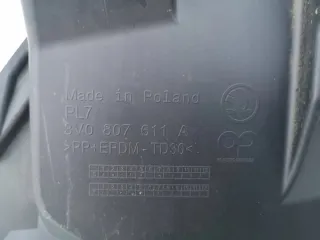 Made in Poland
PL7
3V0 807 611 A
>PP+EPDM-TD30<